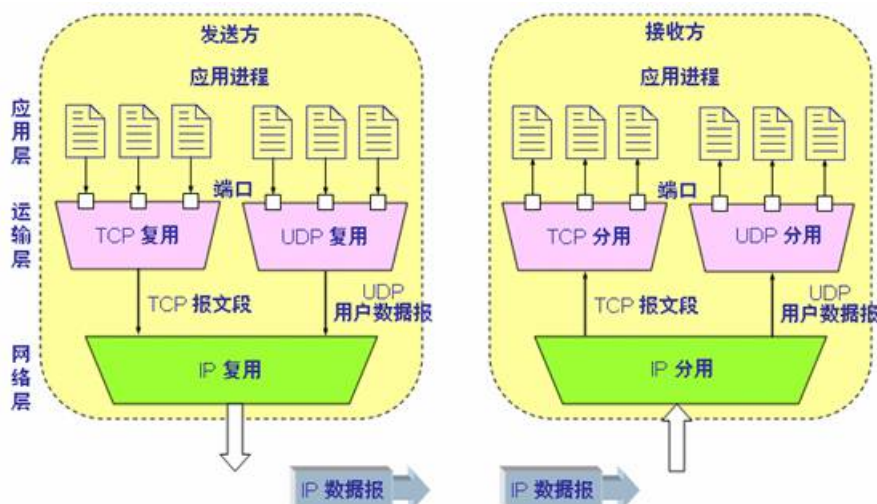 发送方
应用进程
应用层
端口
运输层
TCP 复用
UDP 复用
TCP 报文段
UDP
用户数据报
网络层
IP 复用
IP 数据报
接收方
应用进程
端口
TCP 分用
UDP 分用
TCP 报文段
UDP
用户数据报
IP 分用
IP 数据报